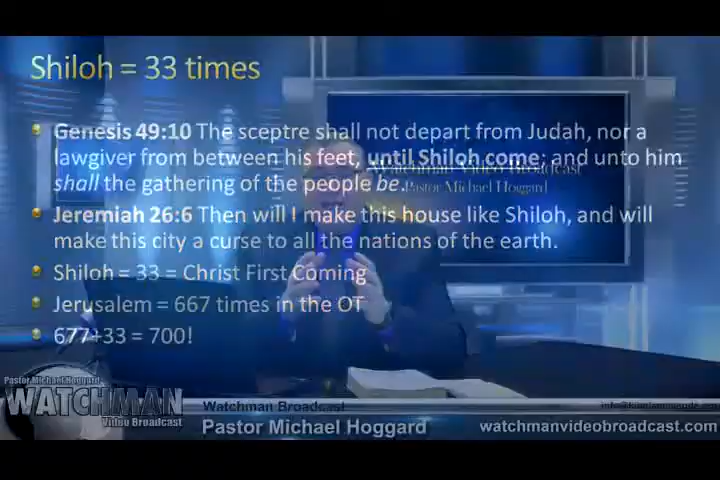 Shiloh = 33 times
Genesis 49:10 The sceptre shall not depart from Judah, nor a
lawgiver from between his feet, until Shiloh come; and unto him
shall the gathering of the people be.
Watchman Video Broadcast
Pastor Michael Hoggard
Jeremiah 26:6 Then will I make this house like Shiloh, and will
make this city a curse to all the nations of the earth.
Shiloh = 33 = Christ First Coming
Jerusalem = 667 times in the OT
677+33 = 700!
Pastor Michael Hoggard
WATCHMAN
Video Broadcast
Watchman Broadcast
Pastor Michael Hoggard
watchmanvideobroadcast.com